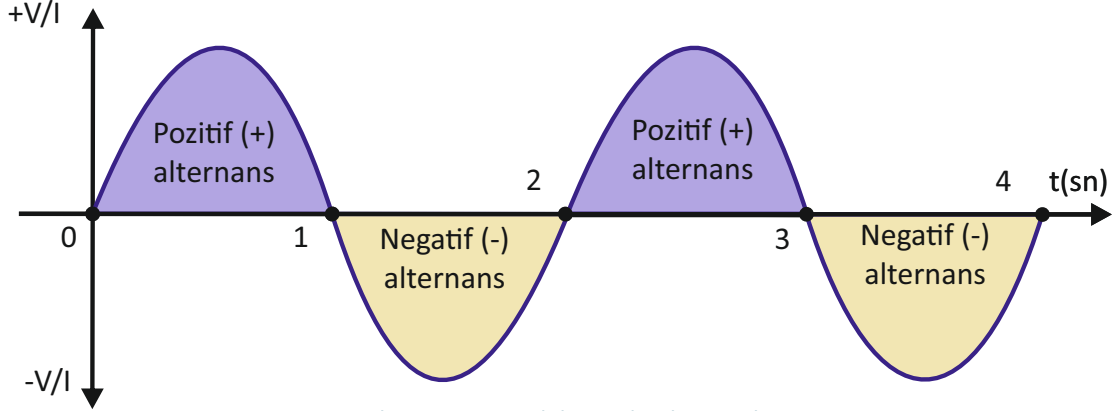 +V/I
Pozitif (+)
alternans
Pozitif (+)
alternans
2
4
t(sn)
0
1
Negatif (-)
alternans
3
Negatif (-)
alternans
-V/I